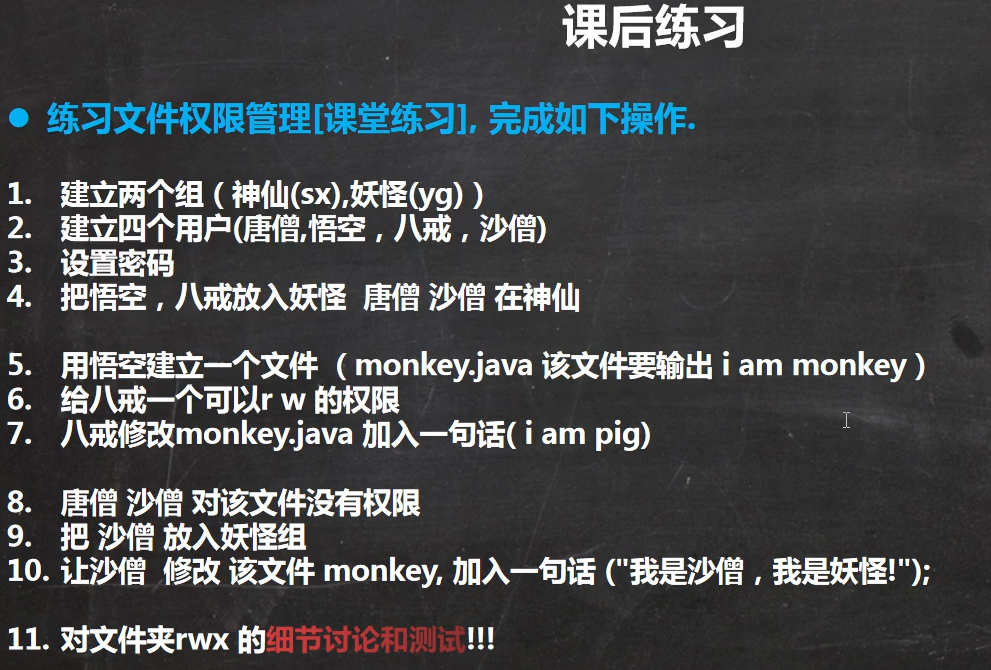 课后练习
● 练习文件权限管理[课堂练习], 完成如下操作.
1. 建立两个组（神仙(sx),妖怪(yg)）
2. 建立四个用户(唐僧,悟空，八戒，沙僧)
3. 设置密码
4. 把悟空，八戒放入妖怪 唐僧 沙僧 在神仙
5. 用悟空建立一个文件 （monkey.java 该文件要输出 i am monkey）
6. 给八戒一个可以r w 的权限
7. 八戒修改monkey.java 加入一句话( i am pig)
8. 唐僧 沙僧 对该文件没有权限
9. 把 沙僧 放入妖怪组
10. 让沙僧 修改 该文件 monkey, 加入一句话 ("我是沙僧，我是妖怪!");
11. 对文件夹rwx 的细节讨论和测试!!!